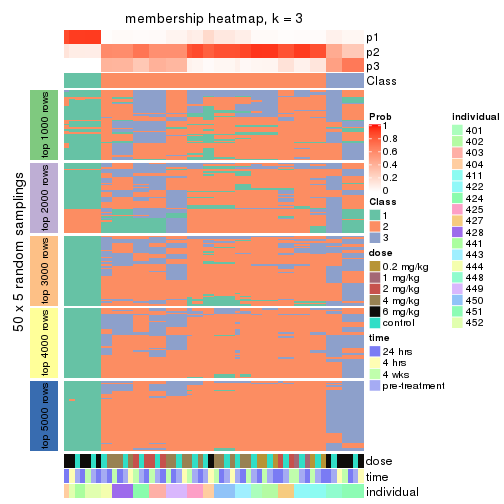 membership heatmap, k = 3
p1
p2
p3
Class
50 x 5 random samplings
top 1000 rows
top 2000 rows
top 3000 rows
top 4000 rows
top 5000 rows
dose
time
individual
Prob
1
0.8
0.6
0.4
0.2
0
Class
1
2
3
dose
0.2 mg/kg
1 mg/kg
2 mg/kg
4 mg/kg
6 mg/kg
control
time
24 hrs
4 hrs
4 wks
pre-treatment
individual
401
402
403
404
411
422
424
425
427
428
441
443
444
448
449
450
451
452